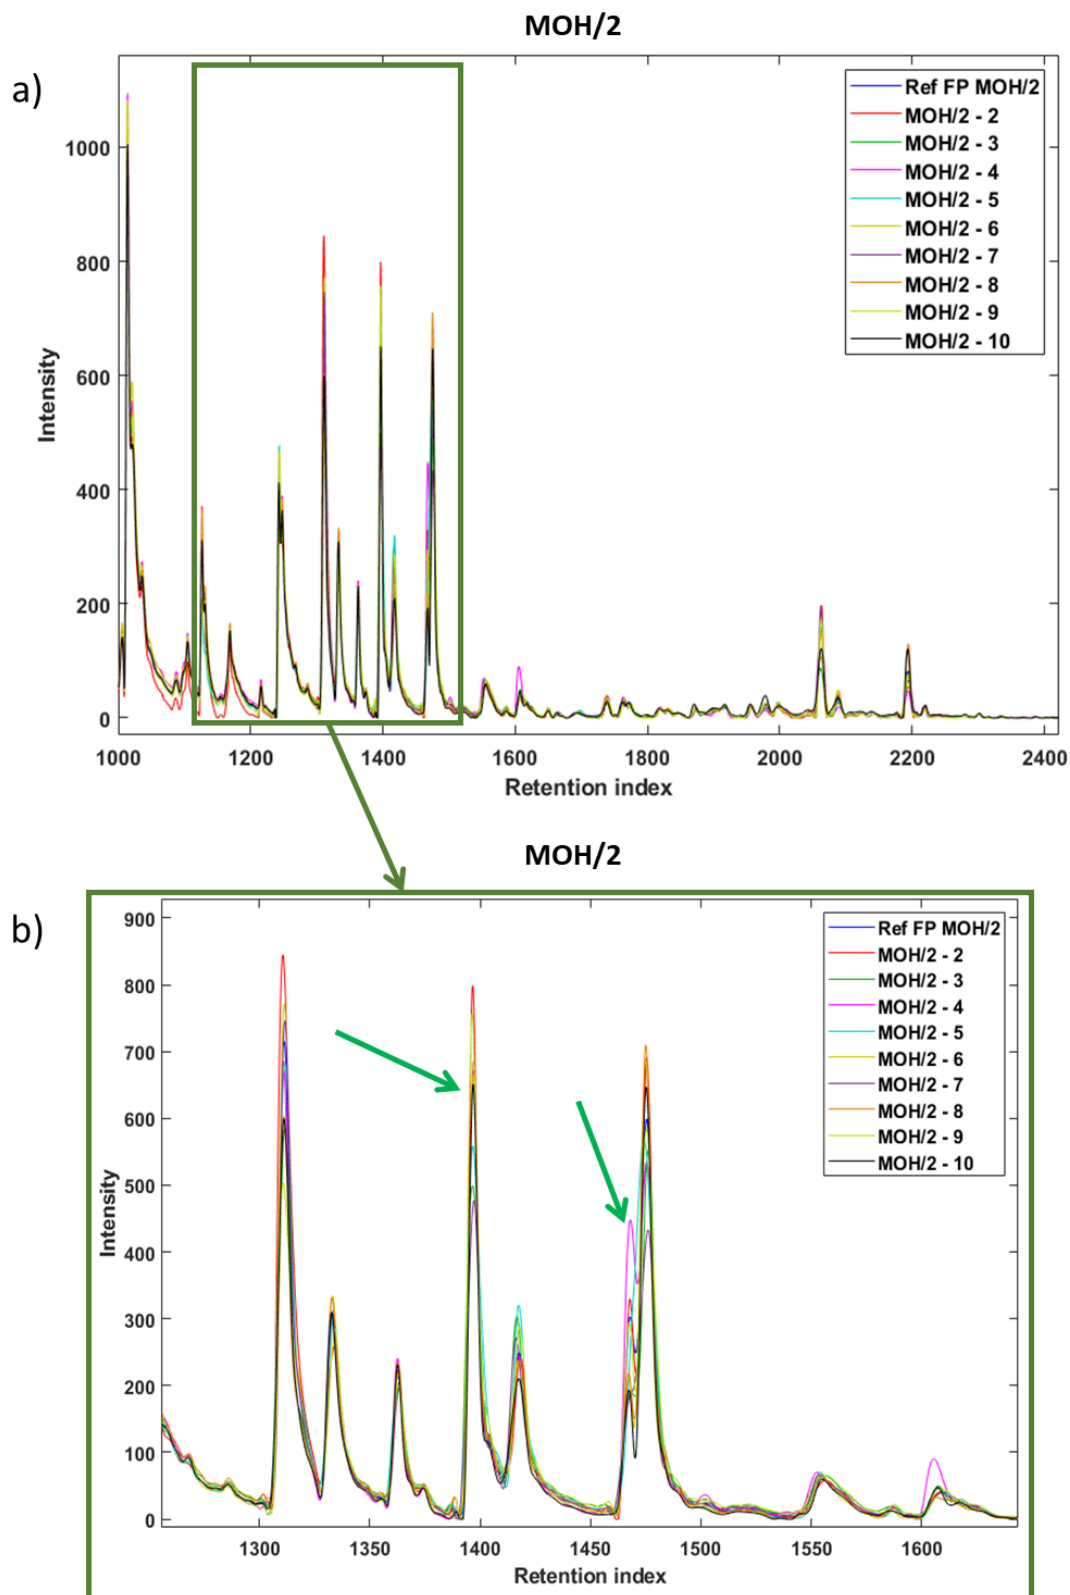 MOH/2
a)
Ref FP MOH/2
MOH/2 - 2
MOH/2 - 3
MOH/2 - 4
MOH/2 - 5
MOH/2 - 6
MOH/2 - 7
MOH/2 - 8
MOH/2 - 9
MOH/2 - 10
1000
800
600
400
200
0
Intensity
1000 1200 1400 1600 1800 2000 2200 2400
Retention index
MOH/2
b)
Ref FP MOH/2
MOH/2 - 2
MOH/2 - 3
MOH/2 - 4
MOH/2 - 5
MOH/2 - 6
MOH/2 - 7
MOH/2 - 8
MOH/2 - 9
MOH/2 - 10
900
800
700
600
500
400
300
200
100
0
Intensity
1300 1350 1400 1450 1500 1550 1600
Retention index